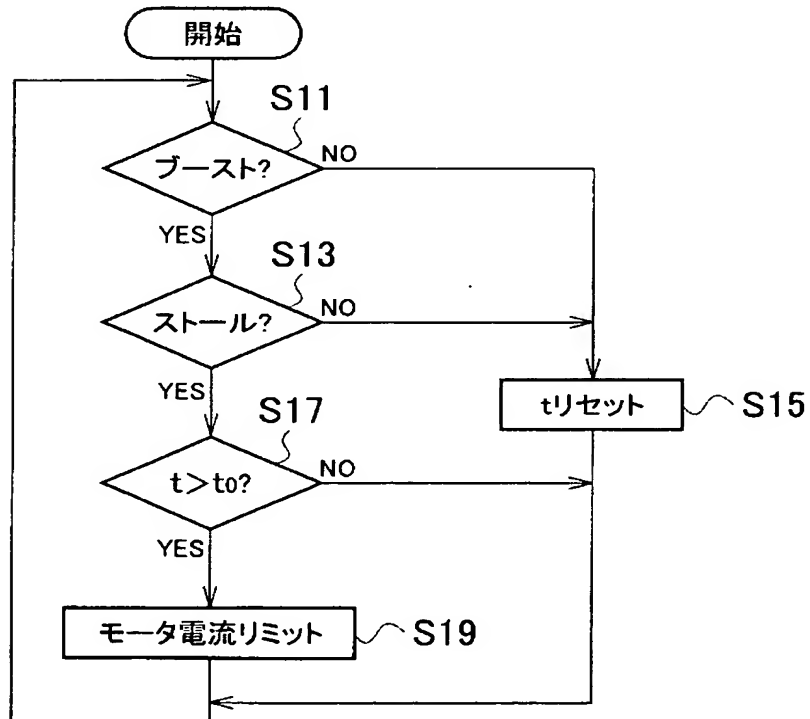 開始
S11
ブースト?
NO
YES
S13
ストール?
NO
YES
tリセット
S15
S17
t>t0?
NO
YES
モータ電流リミット
S19